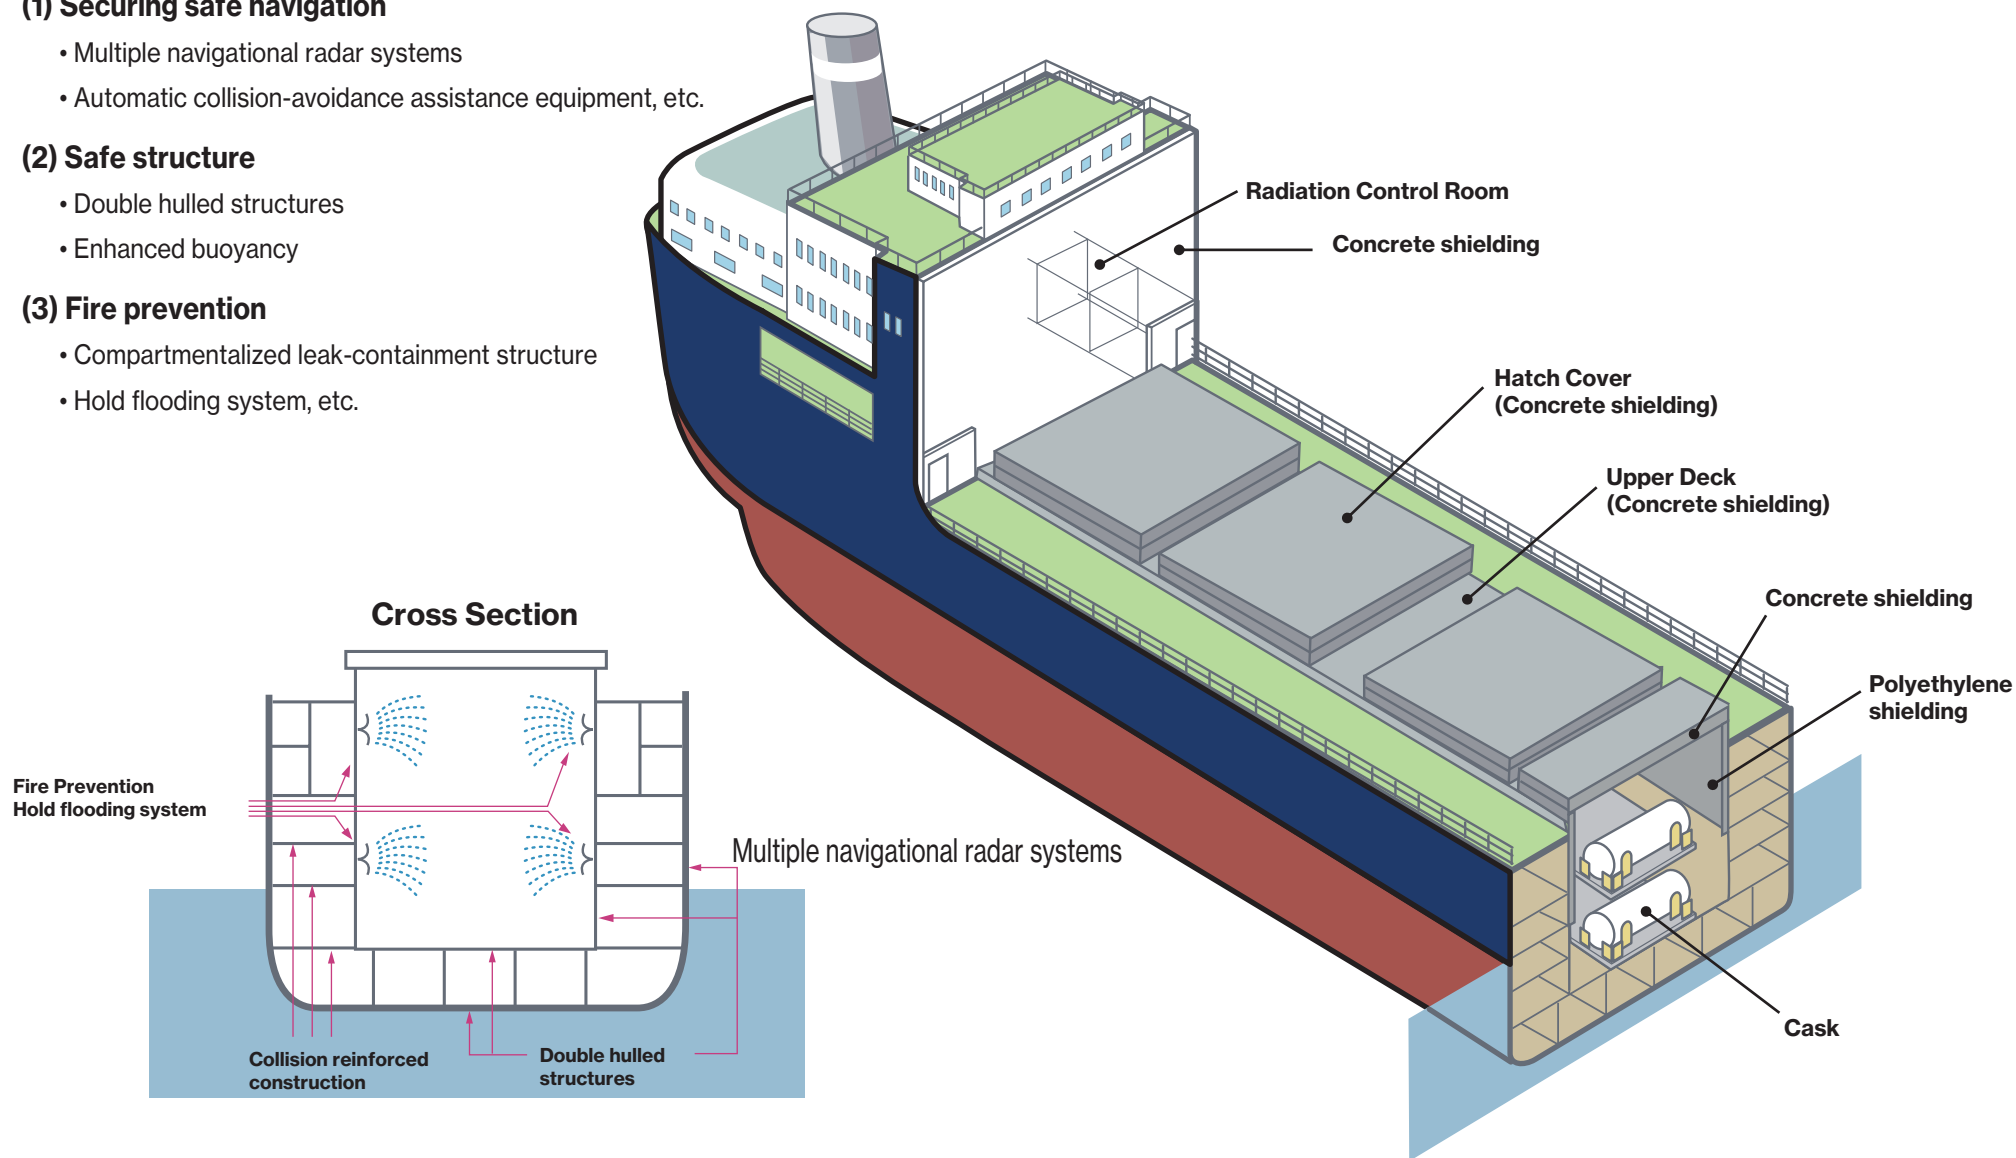 (1) Securing safe navigation
• Multiple navigational radar systems
• Automatic collision-avoidance assistance equipment, etc.
(2) Safe structure
• Double hulled structures
• Enhanced buoyancy
(3) Fire prevention
• Compartmentalized leak-containment structure
• Hold flooding system, etc.
Radiation Control Room
Concrete shielding
Hatch Cover
(Concrete shielding)
Upper Deck
(Concrete shielding)
Concrete shielding
Polyethylene
shielding
Cask
Cross Section
Fire Prevention
Hold flooding system
Multiple navigational radar systems
Collision reinforced
construction
Double hulled
structures